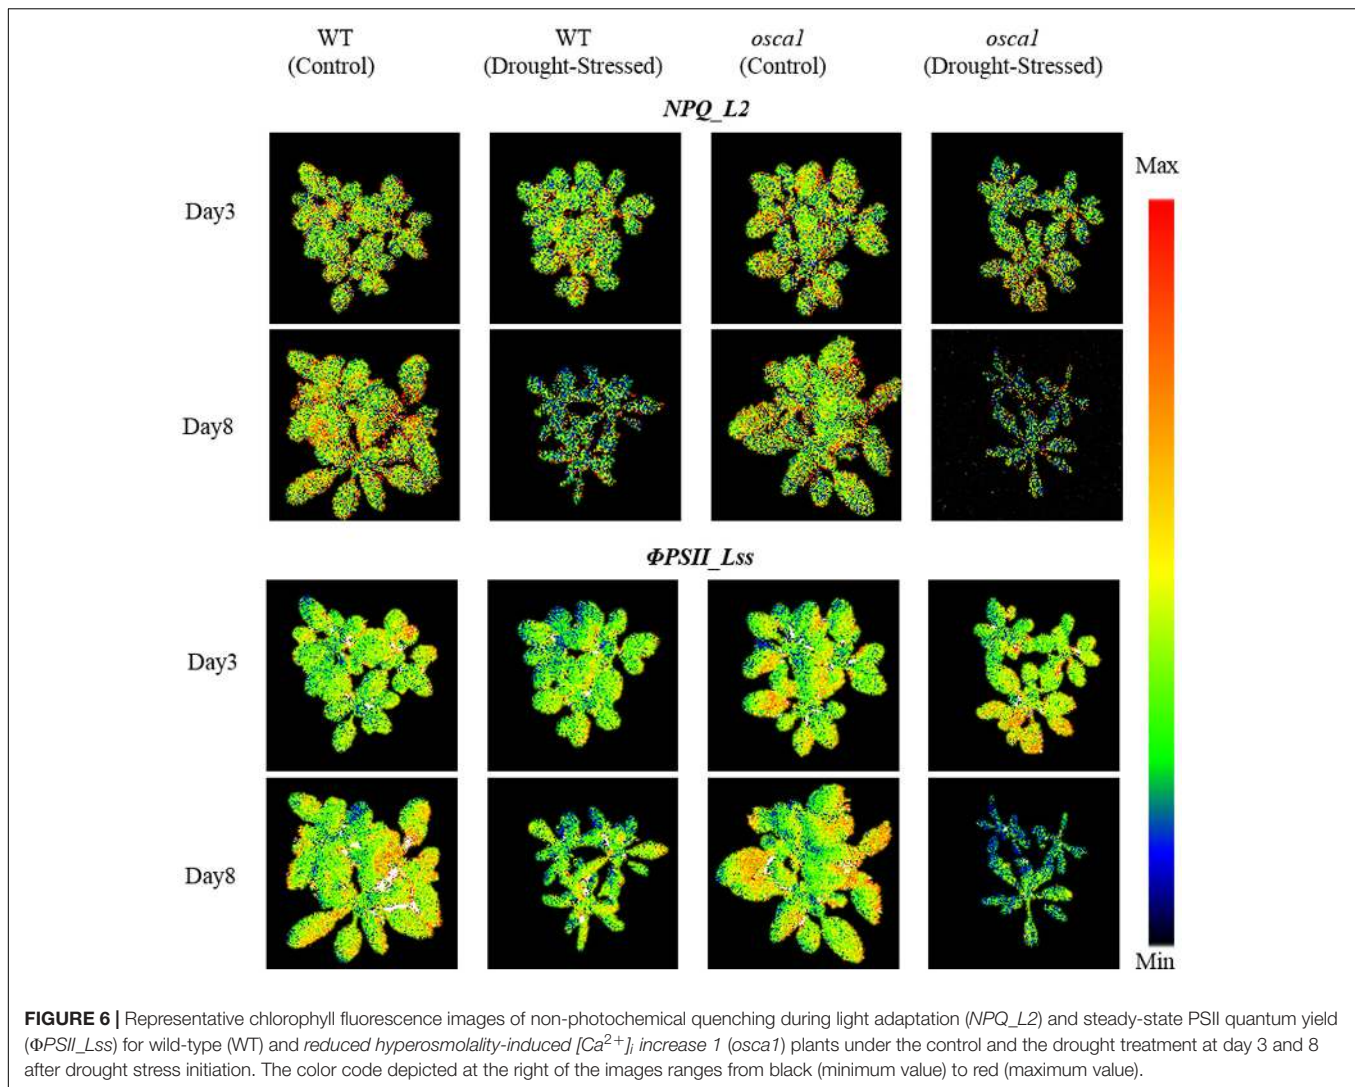 WT WT osca1 osca1
(Control) (Drought-Stressed) (Control) (Drought-Stressed)
NPQ_L2
Max
Day3
Day8
ΦPSII_Lss
Day3
Day8
Min
FIGURE 6 | Representative chlorophyll fluorescence images of non-photochemical quenching during light adaptation (NPQ_L2) and steady-state PSII quantum yield
(ΦPSII_Lss) for wild-type (WT) and reduced hyperosmolality-induced [Ca²⁺]ᵢ increase 1 (osca1) plants under the control and the drought treatment at day 3 and 8
after drought stress initiation. The color code depicted at the right of the images ranges from black (minimum value) to red (maximum value).